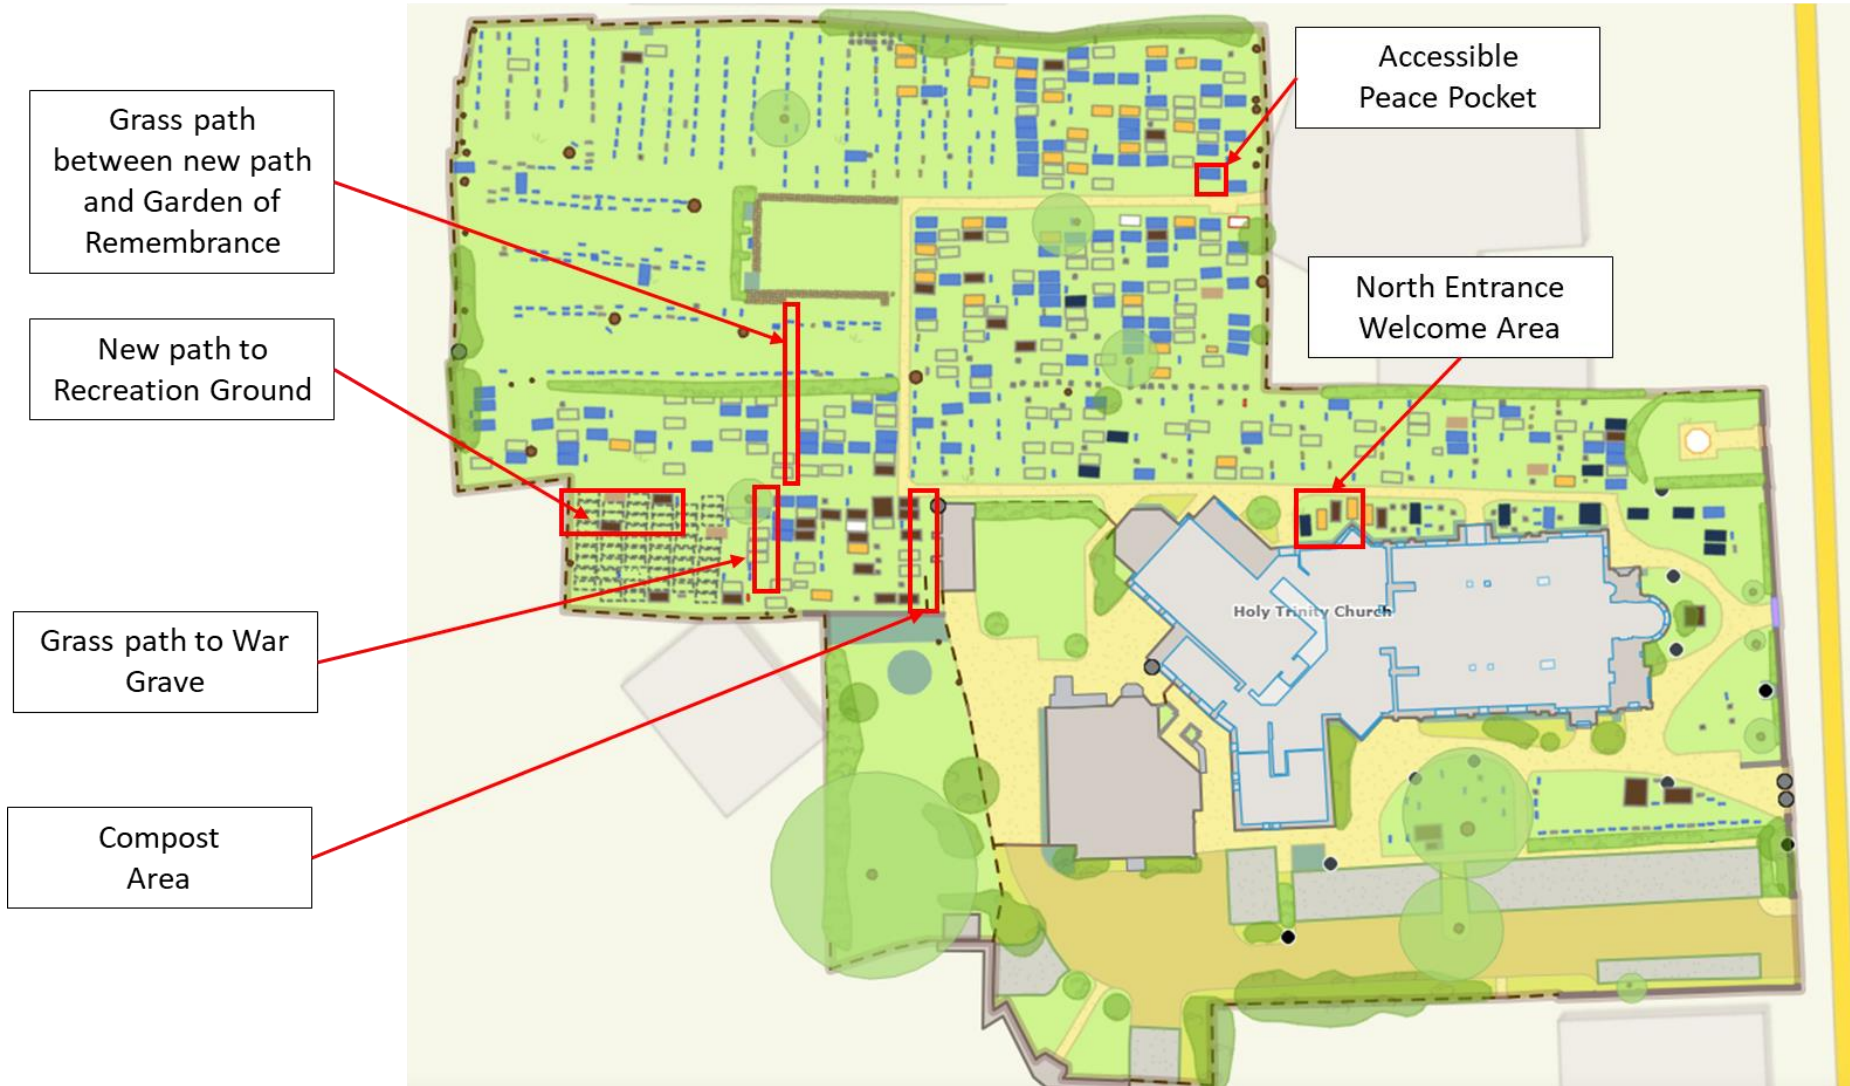 Grass path
between new path
and Garden of
Remembrance
New path to
Recreation Ground
Grass path to War
Grave
Compost
Area
Accessible
Peace Pocket
North Entrance
Welcome Area
Holy Trinity Church